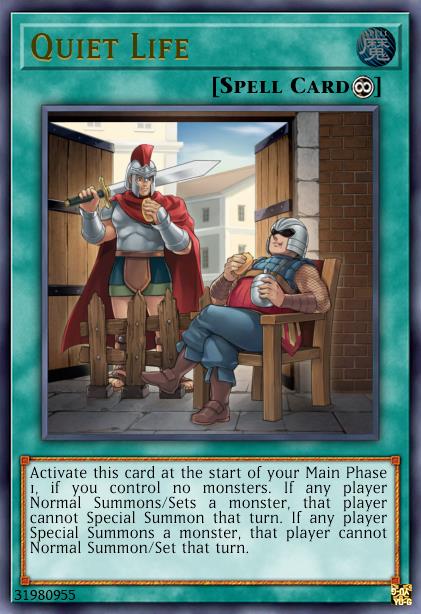 Quiet Life
魔
[Spell Card]
Activate this card at the start of your Main Phase
1, if you control no monsters. If any player
Normal Summons/Sets a monster, that player
cannot Special Summon that turn. If any player
Special Summons a monster, that player cannot
Normal Summon/Set that turn.
31980955